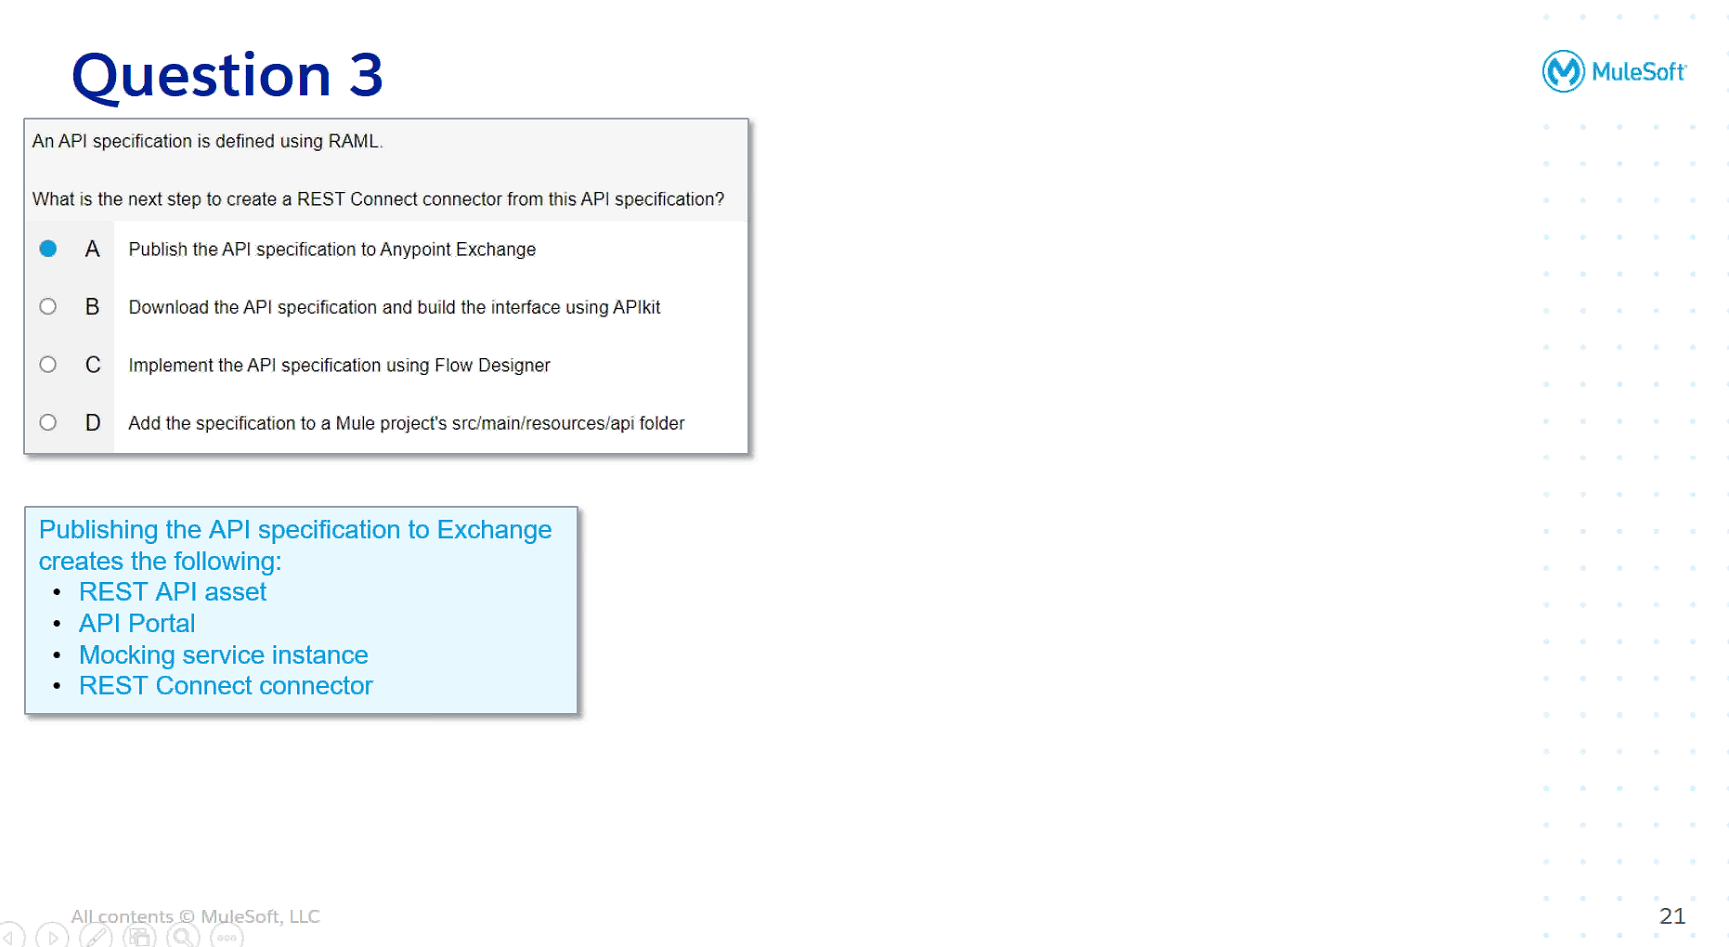 Question 3
MuleSoft
An API specification is defined using RAML.
What is the next step to create a REST Connect connector from this API specification?
A Publish the API specification to Anypoint Exchange
B Download the API specification and build the interface using APIkit
C Implement the API specification using Flow Designer
D Add the specification to a Mule project's src/main/resources/api folder
Publishing the API specification to Exchange
creates the following:
• REST API asset
• API Portal
• Mocking service instance
• REST Connect connector
All contents © MuleSoft, LLC
21